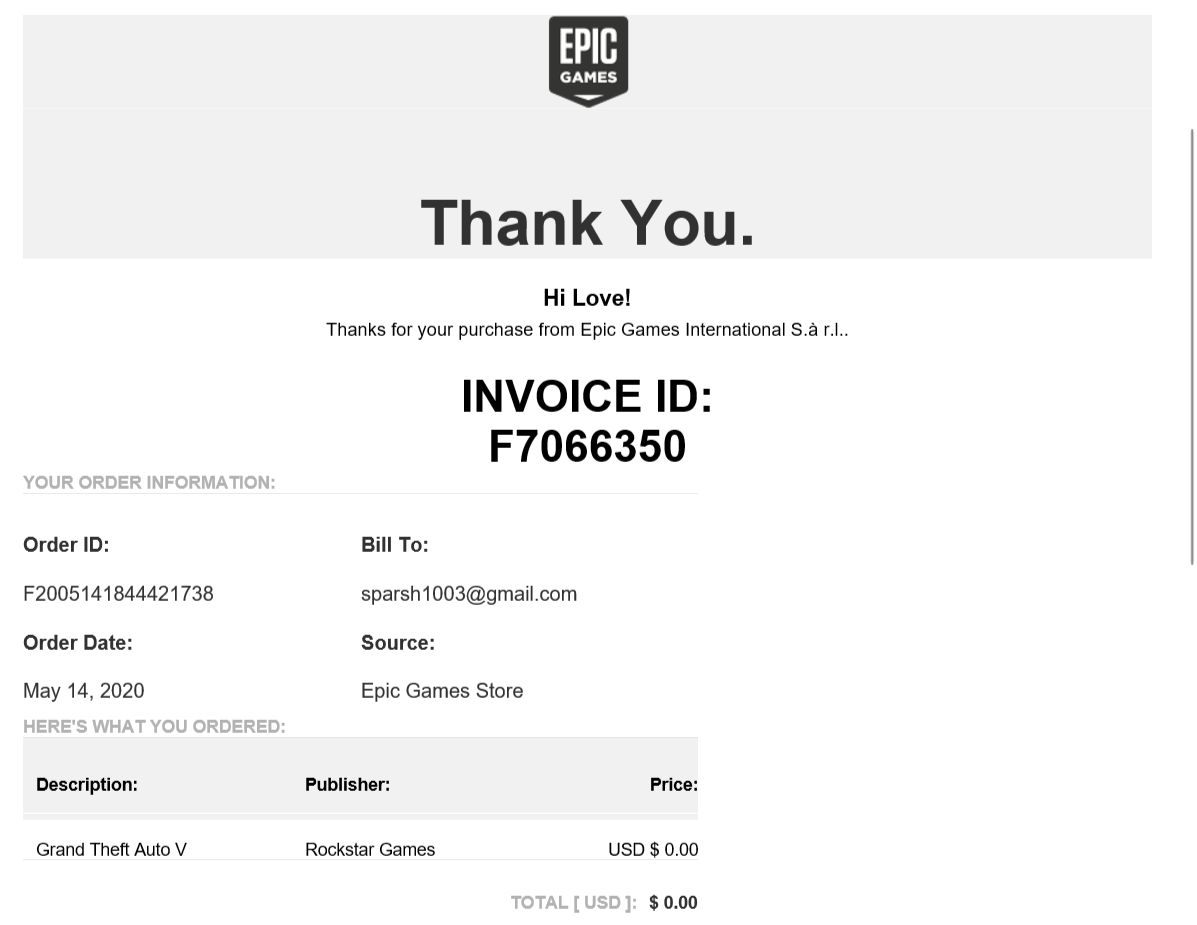 EPIC
GAMES
Thank You.
Hi Love!
Thanks for your purchase from Epic Games International S.à r.l..
INVOICE ID:
F7066350
YOUR ORDER INFORMATION:
Order ID: Bill To:
F2005141844421738 sparsh1003@gmail.com
Order Date: Source:
May 14, 2020 Epic Games Store
HERE'S WHAT YOU ORDERED:
Description: Publisher: Price:
Grand Theft Auto V Rockstar Games USD $ 0.00
TOTAL [ USD ]: $ 0.00